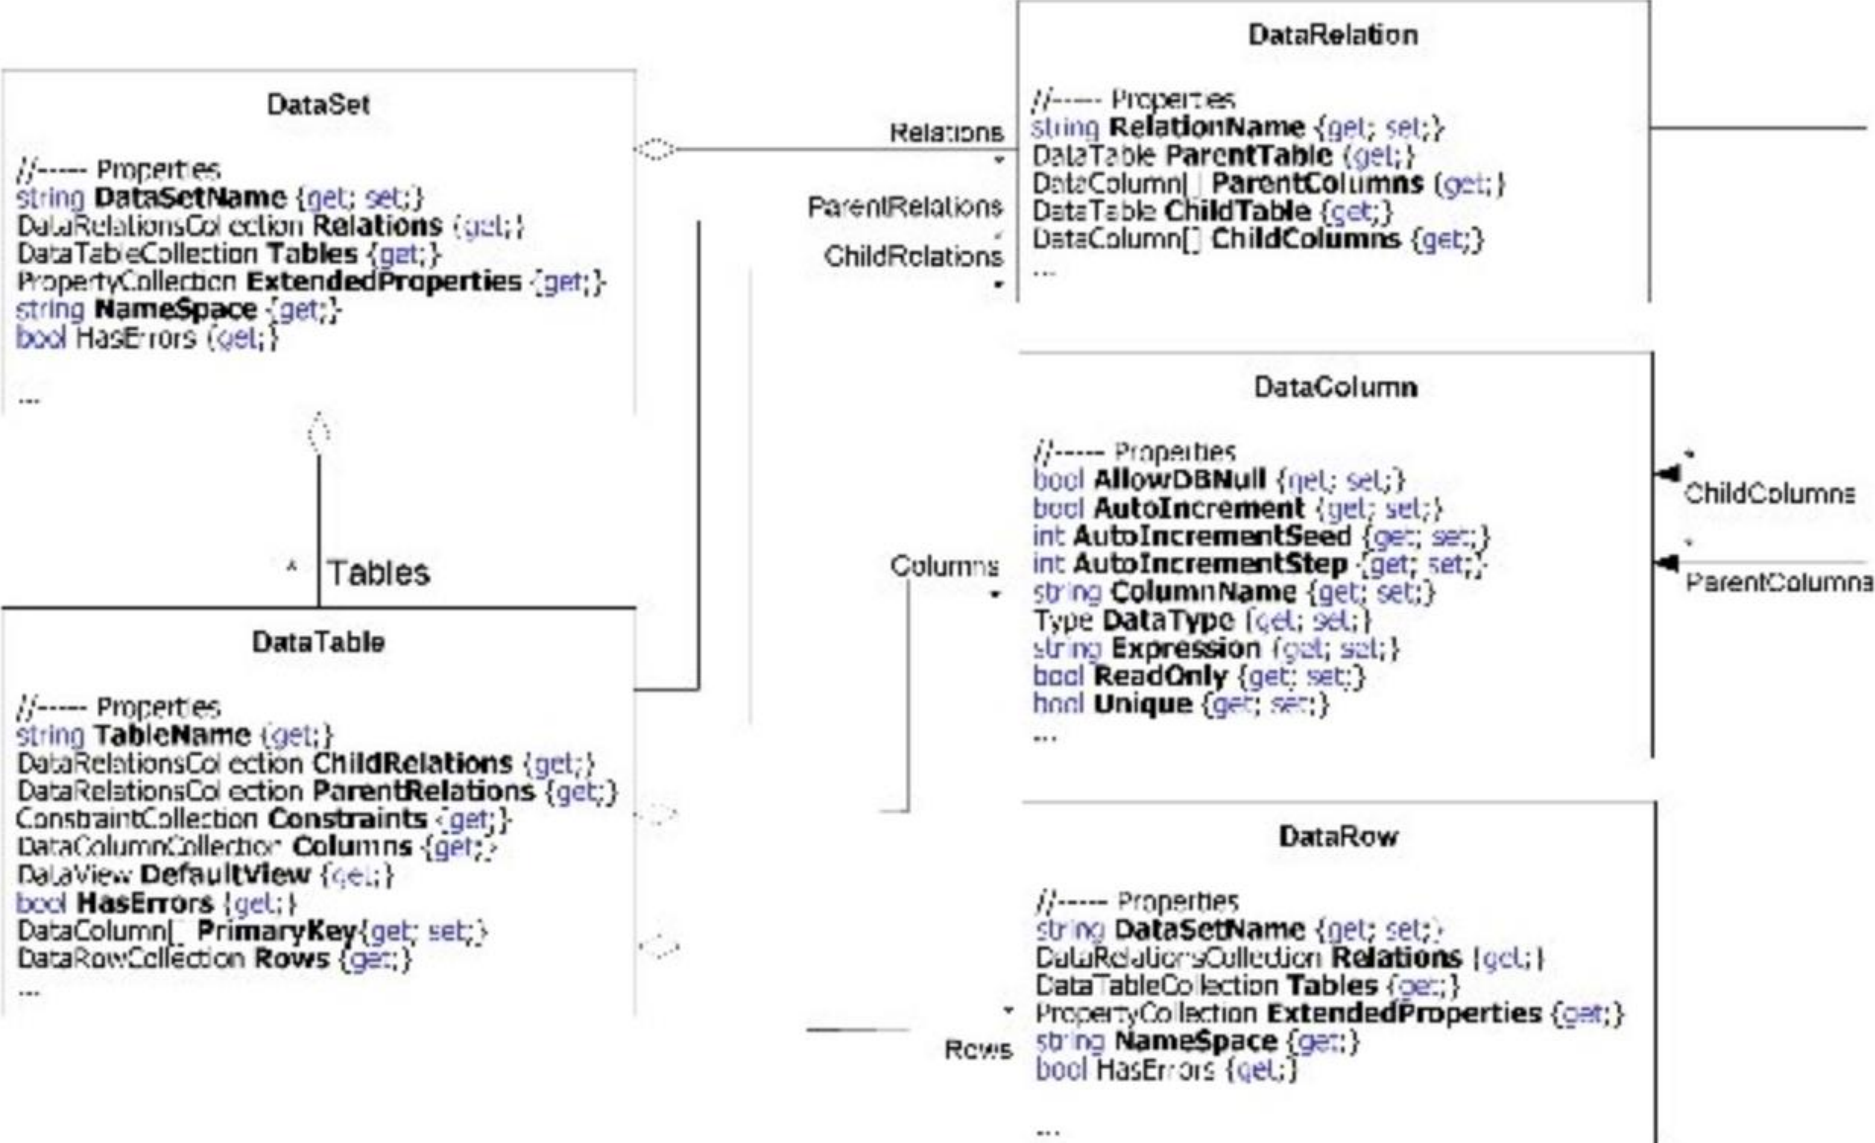 DataSet
//----- Properties
string DataSetName {get; set;}
DataRelationsCollection Relations {get;}
DataTableCollection Tables {get;}
PropertyCollection ExtendedProperties {get;}
string NameSpace {get;}
bool HasErrors {get;}
...
* Tables
DataTable
//----- Properties
string TableName {get;}
DataRelationsCollection ChildRelations {get;}
DataRelationsCollection ParentRelations {get;}
ConstraintCollection Constraints {get;}
DataColumnCollection Columns {get;}
DataView DefaultView {get;}
bool HasErrors {get;}
DataColumn[] PrimaryKey{get; set;}
DataRowCollection Rows {get;}
...
Relations
*
ParentRelations
*
ChildRelations
*
Columns
*
*
Rows
DataRelation
//----- Properties
string RelationName {get; set;}
DataTable ParentTable {get;}
DataColumn[] ParentColumns {get;}
DataTable ChildTable {get;}
DataColumn[] ChildColumns {get;}
...
DataColumn
//----- Properties
bool AllowDBNull {get; set;}
bool AutoIncrement {get; set;}
int AutoIncrementSeed {get; set;}
int AutoIncrementStep {get; set;}
string ColumnName {get; set;}
Type DataType {get; set;}
string Expression {get; set;}
bool ReadOnly {get; set;}
bool Unique {get; set;}
...
*
ChildColumns
*
ParentColumns
DataRow
//----- Properties
string DataSetName {get; set;}
DataRelationsCollection Relations {get;}
DataTableCollection Tables {get;}
PropertyCollection ExtendedProperties {get;}
string NameSpace {get;}
bool HasErrors {get;}
...